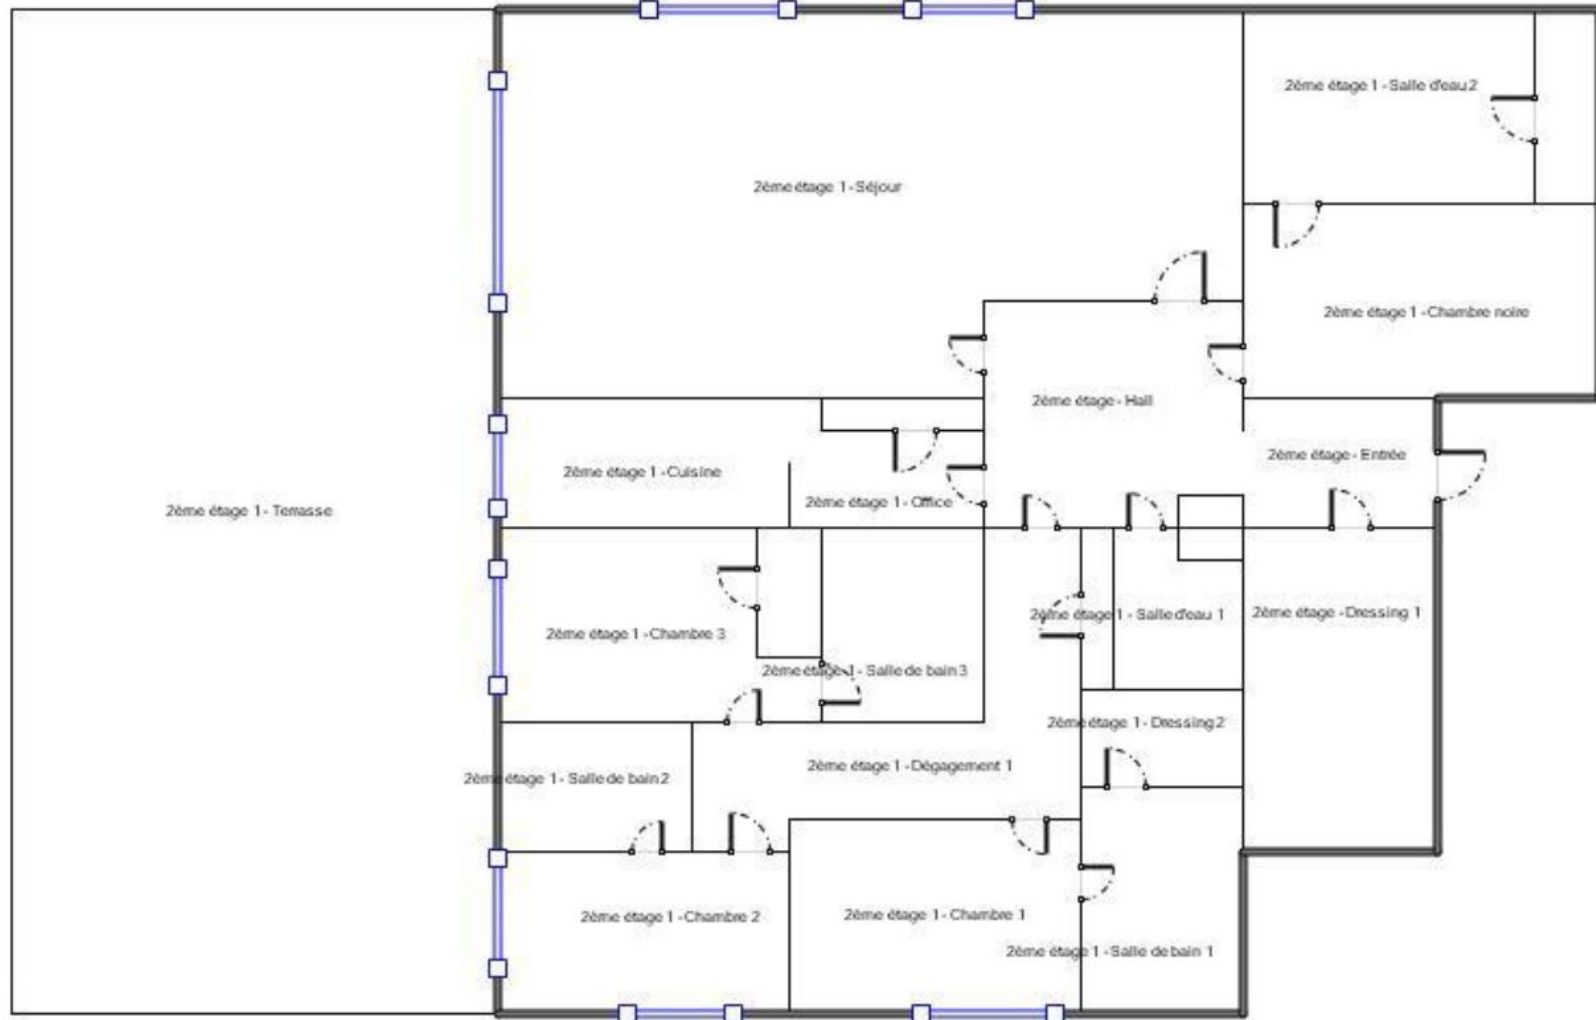 2ème étage 1 - Salle d'eau 2
2ème étage 1 - Séjour
2ème étage 1 - Chambre noire
2ème étage - Hall
2ème étage - Entrée
2ème étage 1 - Cuisine
2ème étage 1 - Office
2ème étage 1 - Terrasse
2ème étage - Dressing 1
2ème étage 1 - Salle d'eau 1
2ème étage 1 - Chambre 3
2ème étage 1 - Salle de bain 3
2ème étage 1 - Dressing 2
2ème étage 1 - Dégagement 1
2ème étage 1 - Salle de bain 2
2ème étage 1 - Chambre 2
2ème étage 1 - Chambre 1
2ème étage 1 - Salle de bain 1